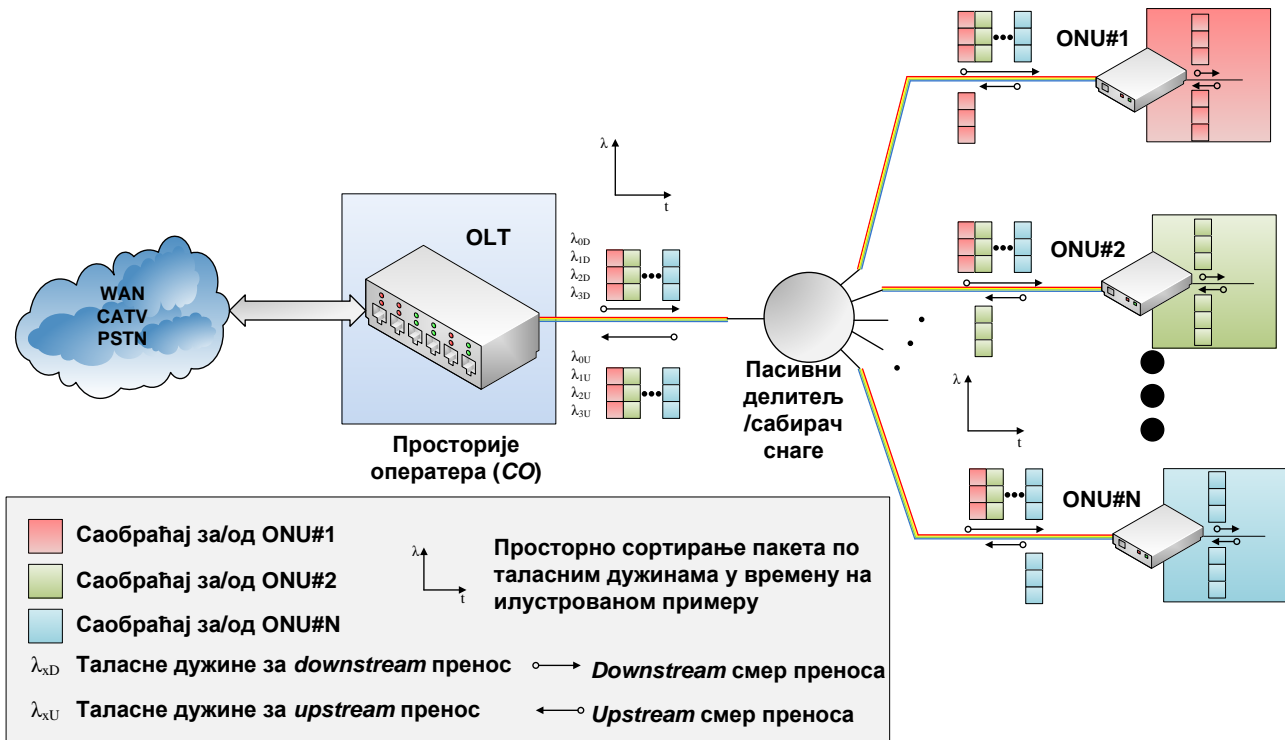 ONU#1
λ
t
OLT
λ0D
λ1D
λ2D
λ3D
WAN
CATV
PSTN
λ0U
λ1U
λ2U
λ3U
ONU#2
Пасивни
делитељ
/сабирач
снаге
λ
t
Просторије
оператера (CO)
ONU#N
Саобраћај за/од ONU#1
Саобраћај за/од ONU#2
Саобраћај за/од ONU#N
λ
t
Просторно сортирање пакета по
таласним дужинама у времену на
илустрованом примеру
λxD Таласне дужине за downstream пренос
Downstream смер преноса
λxU Таласне дужине за upstream пренос
Upstream смер преноса